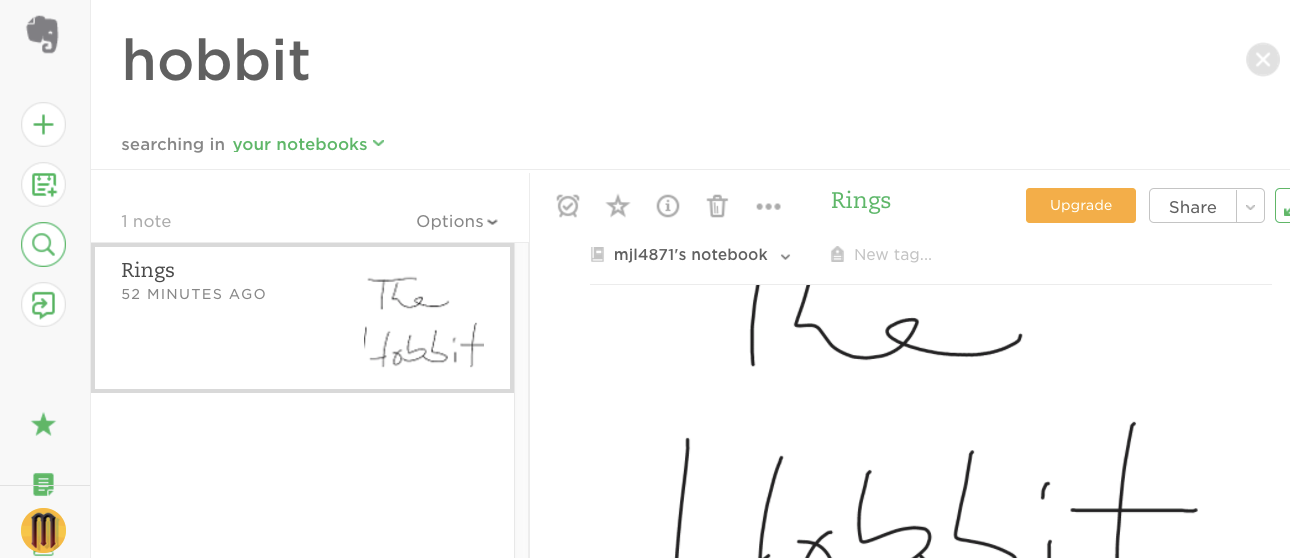 hobbit
searching in your notebooks
1 note
Options
Rings
52 MINUTES AGO
The
Hobbit
Rings
Upgrade
Share
mjl4871's notebook
New tag...
The
Hobbit
M